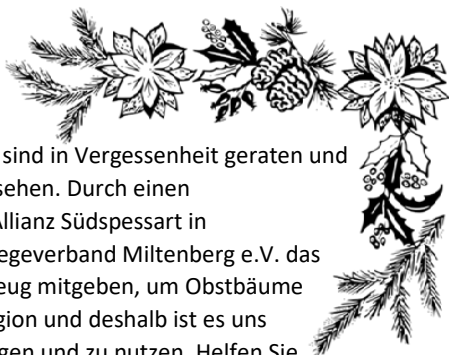 sind in Vergessenheit geraten und
sehen. Durch einen
Allianz Südspessart in
egeverband Miltenberg e.V. das
eug mitgeben, um Obstbäume
gion und deshalb ist es uns
gen und zu nutzen. Helfen Sie